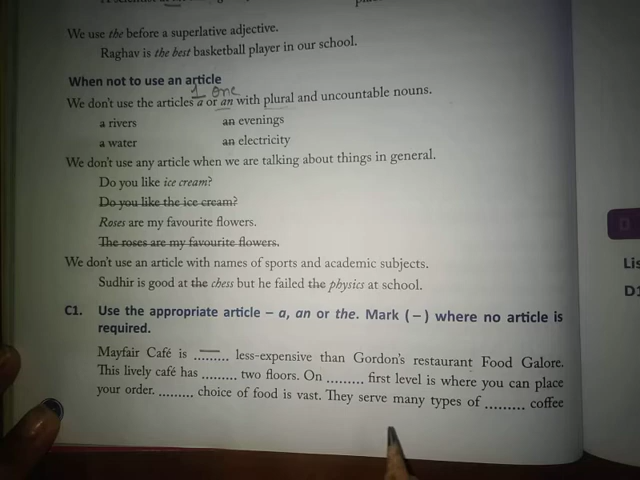 We use the before a superlative adjective.
Raghav is the best basketball player in our school.
When not to use an article
1 one
We don't use the articles a or an with plural and uncountable nouns.
a rivers an evenings
a water an electricity
We don't use any article when we are talking about things in general.
Do you like ice cream?
Do you like the ice cream?
Roses are my favourite flowers.
The roses are my favourite flowers.
We don't use an article with names of sports and academic subjects.
Sudhir is good at the chess but he failed the physics at school.
C1. Use the appropriate article – a, an or the. Mark (–) where no article is
required.
Mayfair Café is ......... less-expensive than Gordon's restaurant Food Galore.
This lively café has ......... two floors. On ......... first level is where you can place
your order. ......... choice of food is vast. They serve many types of ......... coffee
D
Lis
D1